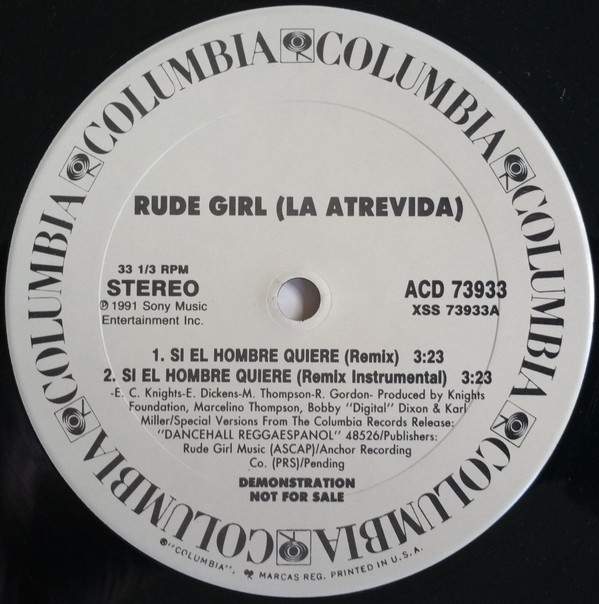 COLUMBIA COLUMBIA COLUMBIA COLUMBIA COLUMBIA COLUMBIA COLUMBIA COLUMBIA
RUDE GIRL (LA ATREVIDA)
33 1/3 RPM
STEREO
℗ 1991 Sony Music
Entertainment Inc.
ACD 73933
XSS 73933A
1. SI EL HOMBRE QUIERE (Remix) 3:23
2. SI EL HOMBRE QUIERE (Remix Instrumental) 3:23
-E. C. Knights-E. Dickens-M. Thompson-R. Gordon- Produced by Knights
Foundation, Marcelino Thompson, Bobby "Digital" Dixon & Karl
Miller/Special Versions From The Columbia Records Release:
"DANCEHALL REGGAESPANOL" 48526/Publishers:
Rude Girl Music (ASCAP)/Anchor Recording
Co. (PRS)/Pending
DEMONSTRATION
NOT FOR SALE
"COLUMBIA", MARCAS REG. PRINTED IN U.S.A.